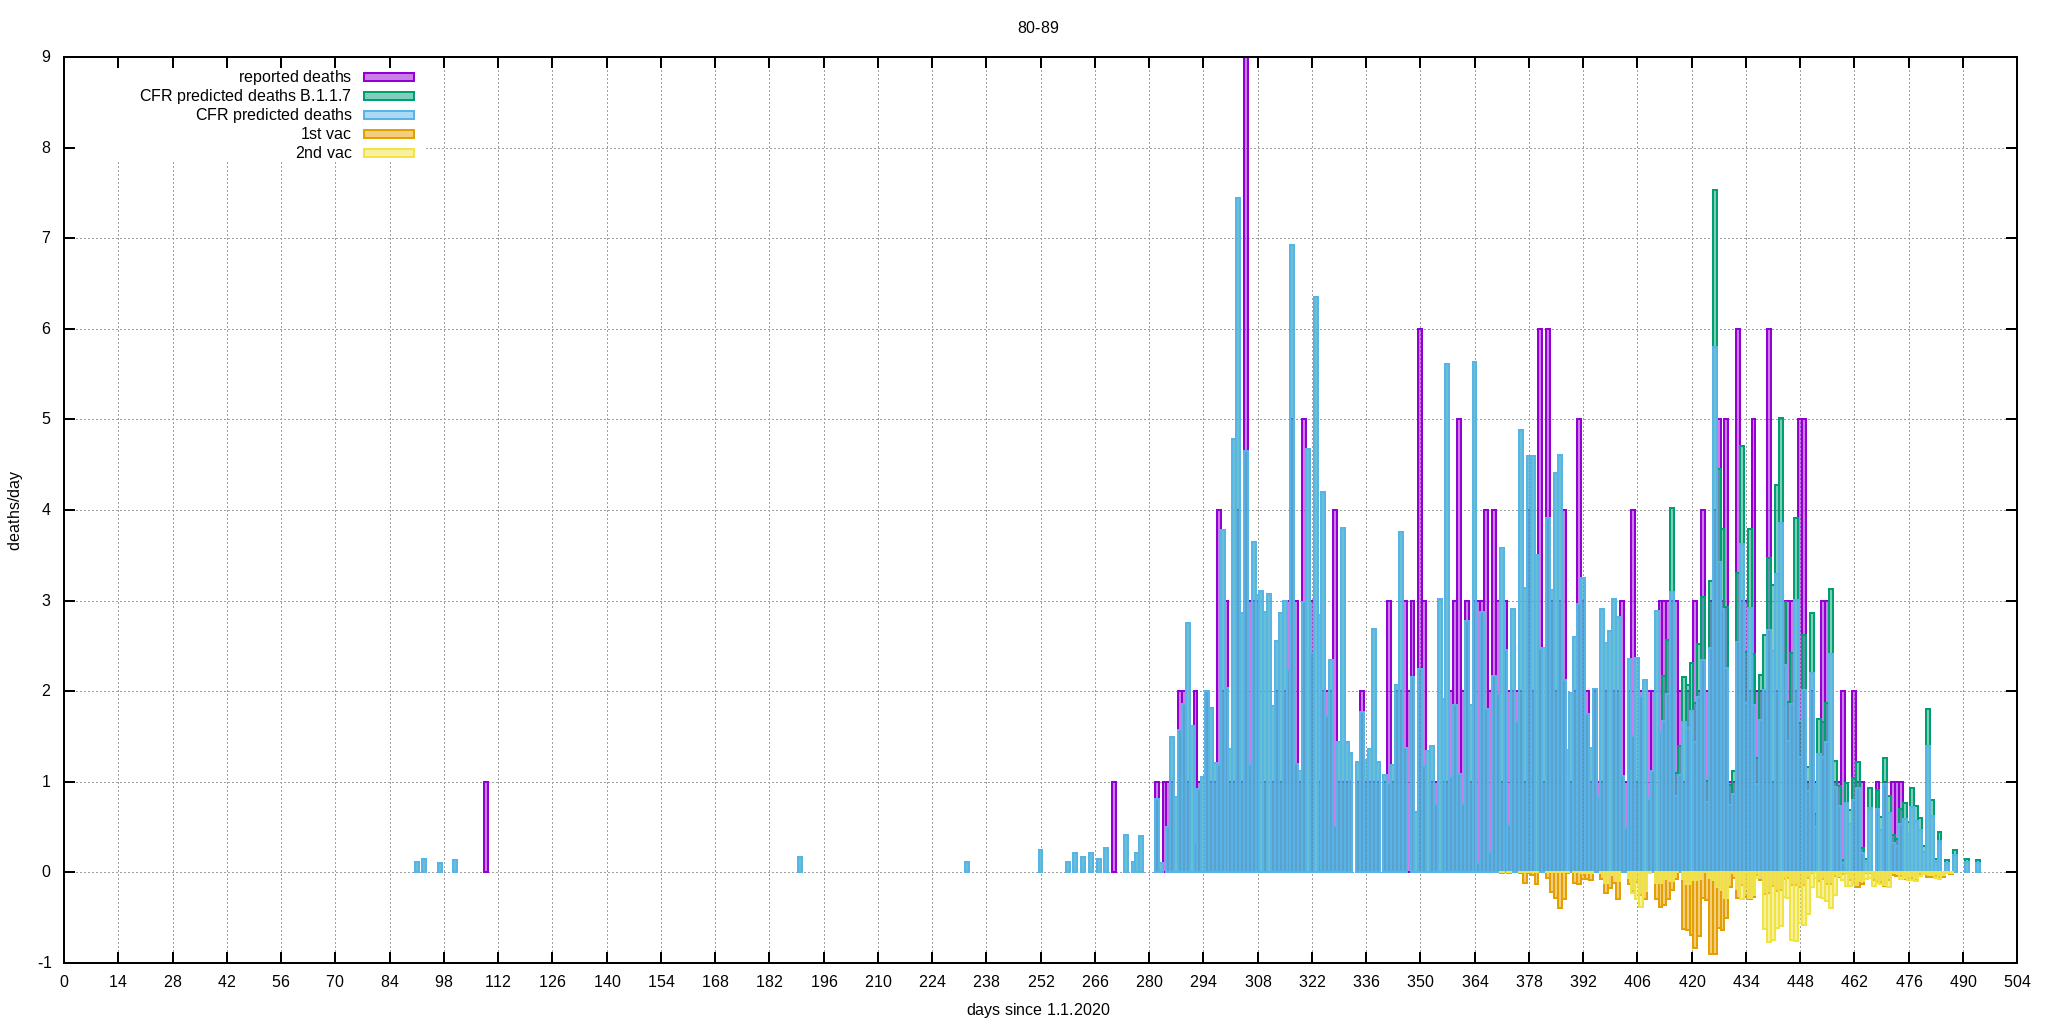 80-89
reported deaths
CFR predicted deaths B.1.1.7
CFR predicted deaths
1st vac
2nd vac
9
8
7
6
5
4
3
2
1
0
-1
deaths/day
0 14 28 42 56 70 84 98 112 126 140 154 168 182 196 210 224 238 252 266 280 294 308 322 336 350 364 378 392 406 420 434 448 462 476 490 504
days since 1.1.2020